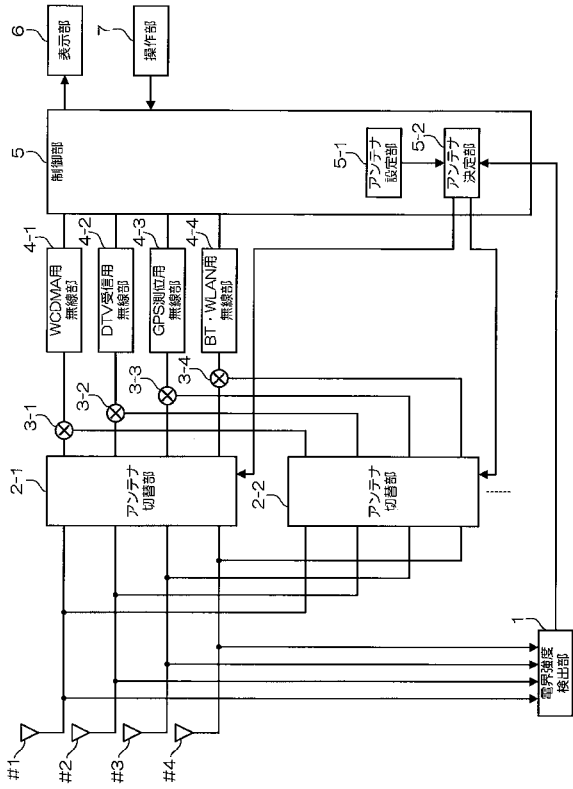 6
表示部
7
操作部
5
制御部
5-1
アンテナ
設定部
5-2
アンテナ
決定部
4-1
WCDMA用
無線部
4-2
DTV受信用
無線部
4-3
GPS測位用
無線部
4-4
BT・WLAN用
無線部
3-1
3-2
3-3
3-4
2-1
アンテナ
切替部
2-2
アンテナ
切替部
1
電界強度
検出部
#1
#2
#3
#4